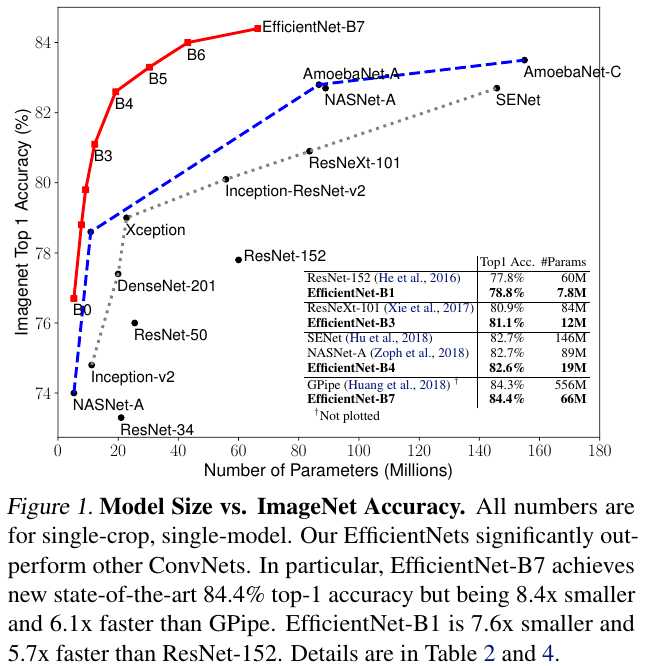 84
82
80
78
76
74
Imagenet Top 1 Accuracy (%)
EfficientNet-B7
B6
B5
B4
B3
B0
AmoebaNet-A
AmoebaNet-C
NASNet-A
SENet
ResNeXt-101
Inception-ResNet-v2
Xception
ResNet-152
DenseNet-201
ResNet-50
Inception-v2
NASNet-A
ResNet-34
Top1 Acc. #Params
ResNet-152 (He et al., 2016) 77.8% 60M
EfficientNet-B1 78.8% 7.8M
ResNeXt-101 (Xie et al., 2017) 80.9% 84M
EfficientNet-B3 81.1% 12M
SENet (Hu et al., 2018) 82.7% 146M
NASNet-A (Zoph et al., 2018) 82.7% 89M
EfficientNet-B4 82.6% 19M
GPipe (Huang et al., 2018) † 84.3% 556M
EfficientNet-B7 84.4% 66M
†Not plotted
0 20 40 60 80 100 120 140 160 180
Number of Parameters (Millions)
Figure 1. Model Size vs. ImageNet Accuracy. All numbers are
for single-crop, single-model. Our EfficientNets significantly out-
perform other ConvNets. In particular, EfficientNet-B7 achieves
new state-of-the-art 84.4% top-1 accuracy but being 8.4x smaller
and 6.1x faster than GPipe. EfficientNet-B1 is 7.6x smaller and
5.7x faster than ResNet-152. Details are in Table 2 and 4.